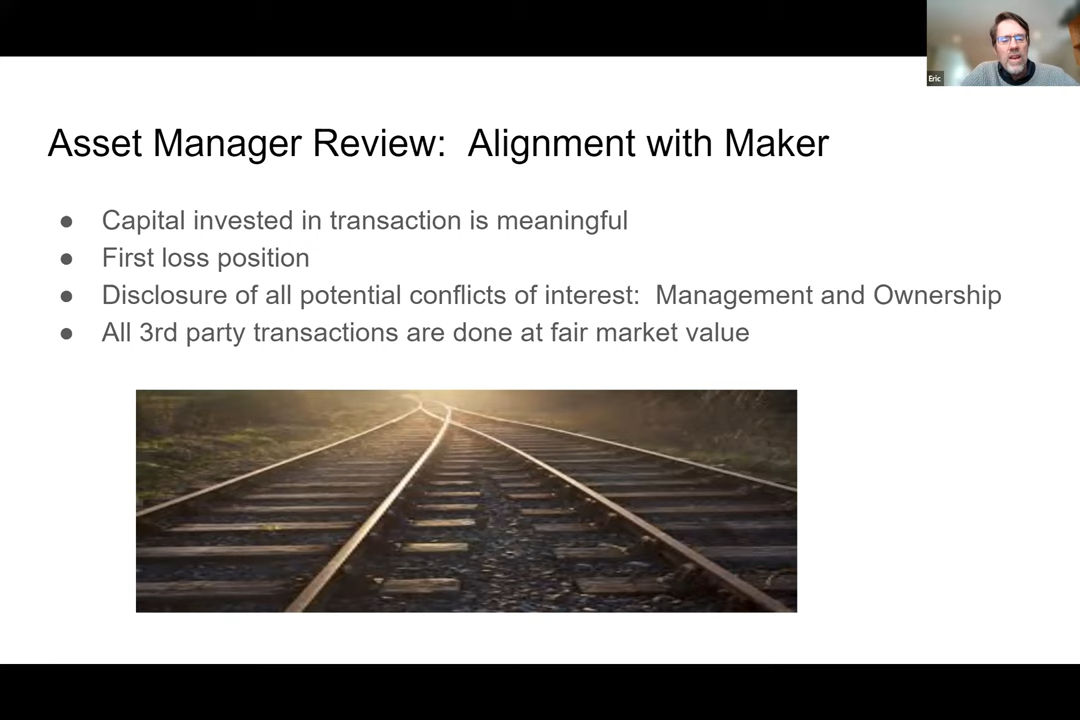 Eric
Asset Manager Review:  Alignment with Maker
● Capital invested in transaction is meaningful
● First loss position
● Disclosure of all potential conflicts of interest:  Management and Ownership
● All 3rd party transactions are done at fair market value